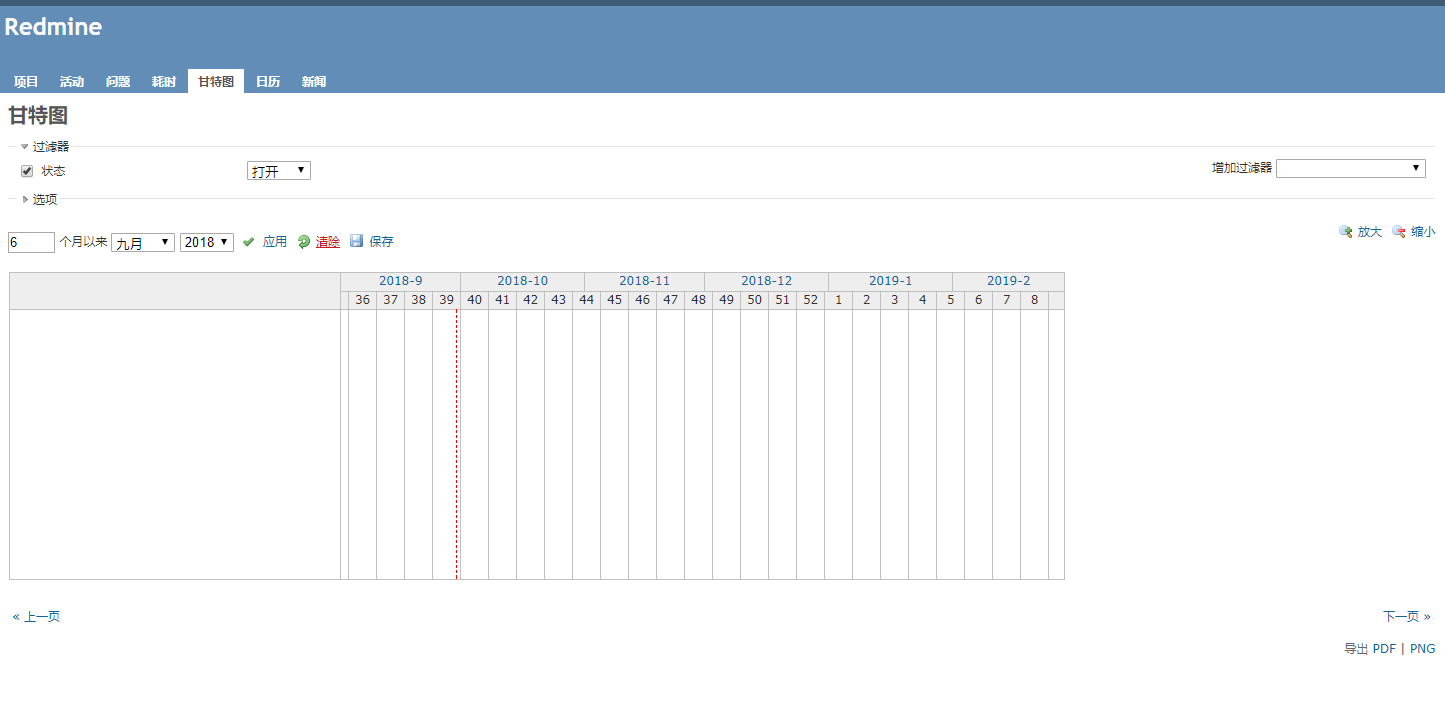 Redmine
项目 活动 问题 耗时 甘特图 日历 新闻
甘特图
过滤器
状态 打开 增加过滤器
选项
6 个月以来 九月 2018 应用 清除 保存 放大 缩小
2018-9 2018-10 2018-11 2018-12 2019-1 2019-2
36 37 38 39 40 41 42 43 44 45 46 47 48 49 50 51 52 1 2 3 4 5 6 7 8
« 上一页 下一页 »
导出 PDF | PNG